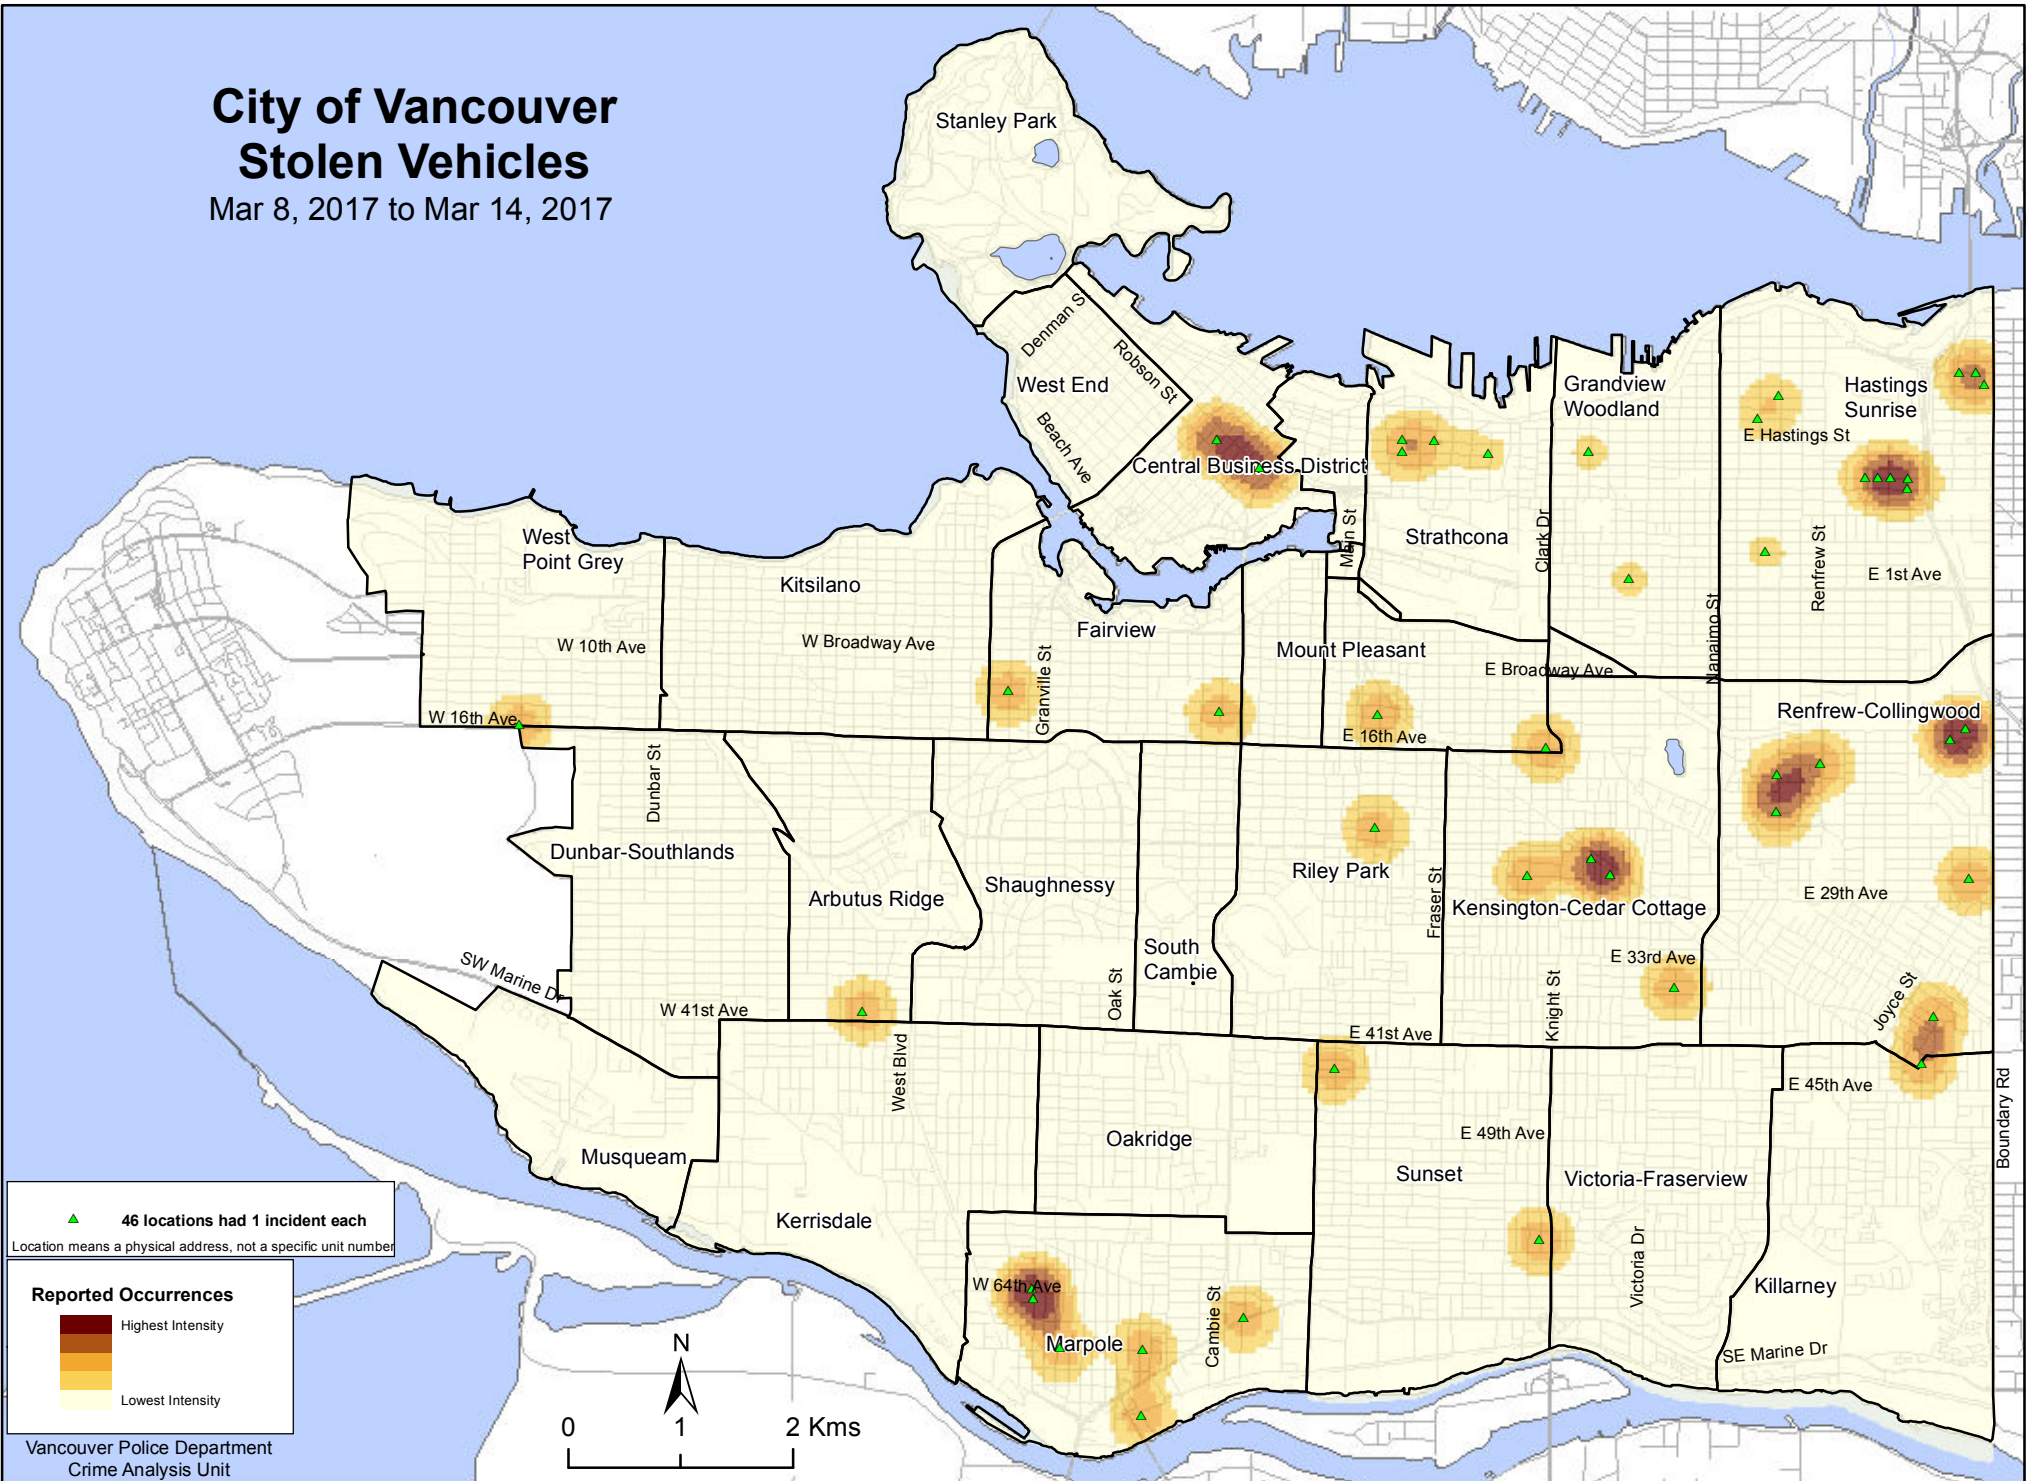 City of Vancouver
Stolen Vehicles
Mar 8, 2017 to Mar 14, 2017
Stanley Park
Denman St
Robson St
West End
Beach Ave
Central Business District
Grandview
Woodland
Hastings
Sunrise
E Hastings St
Main St
Strathcona
Clark Dr
Renfrew St
E 1st Ave
Nanaimo St
West
Point Grey
Kitsilano
W 10th Ave
W Broadway Ave
Fairview
Granville St
Mount Pleasant
E Broadway Ave
W 16th Ave
E 16th Ave
Renfrew-Collingwood
Dunbar St
Dunbar-Southlands
Arbutus Ridge
Shaughnessy
Riley Park
Fraser St
Kensington-Cedar Cottage
E 29th Ave
South
Cambie
Oak St
E 33rd Ave
SW Marine Dr
W 41st Ave
Knight St
Joyce St
E 41st Ave
West Blvd
E 45th Ave
Boundary Rd
Oakridge
E 49th Ave
Musqueam
Sunset
Victoria-Fraserview
Kerrisdale
Victoria Dr
Killarney
W 64th Ave
Marpole
Cambie St
SE Marine Dr
46 locations had 1 incident each
Location means a physical address, not a specific unit number
Reported Occurrences
Highest Intensity
Lowest Intensity
Vancouver Police Department
Crime Analysis Unit
N
0 1 2 Kms